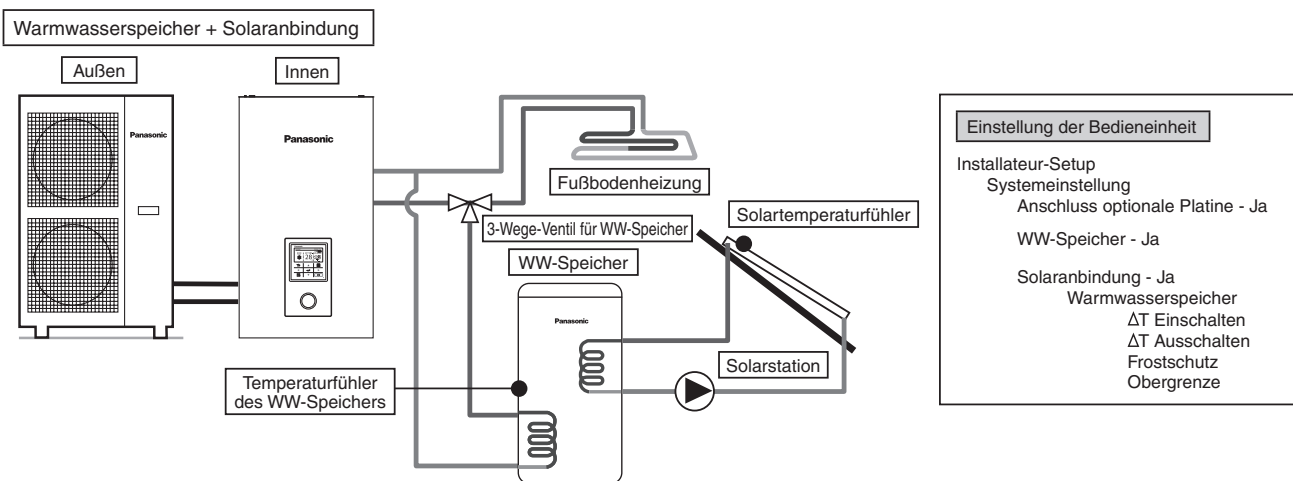 Warmwasserspeicher + Solaranbindung
Außen
Innen
Panasonic
Panasonic
Fußbodenheizung
3-Wege-Ventil für WW-Speicher
Solartemperaturfühler
WW-Speicher
Panasonic
Solarstation
Temperaturfühler
des WW-Speichers
Einstellung der Bedieneinheit
Installateur-Setup
Systemeinstellung
Anschluss optionale Platine - Ja
WW-Speicher - Ja
Solaranbindung - Ja
Warmwasserspeicher
ΔT Einschalten
ΔT Ausschalten
Frostschutz
Obergrenze